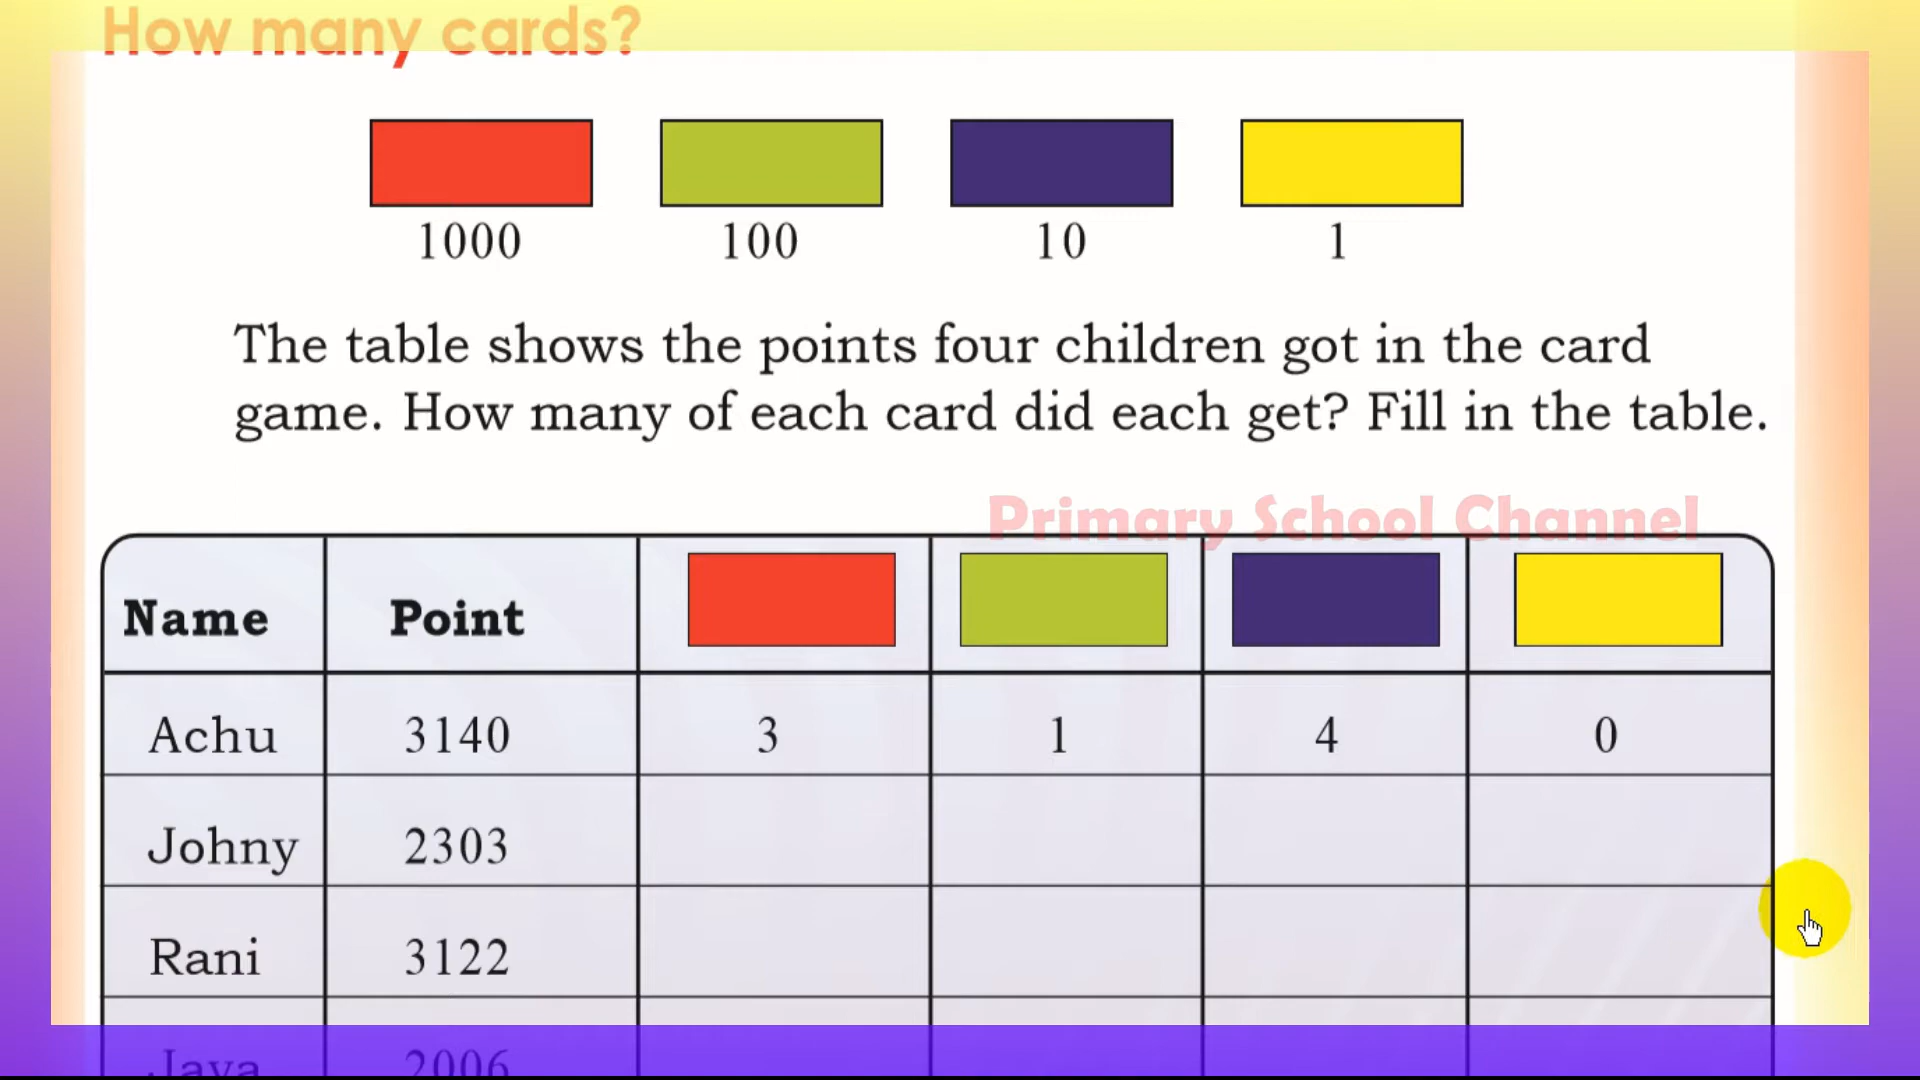 How many cards?
1000 100 10 1
The table shows the points four children got in the card
game. How many of each card did each get? Fill in the table.
Primary School Channel
Name Point
Achu 3140 3 1 4 0
Johny 2303
Rani 3122
Jaya 2006